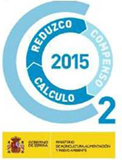 REDUZCO
COMPENSO
2015
CALCULO
2
GOBIERNO
DE ESPAÑA
MINISTERIO
DE AGRICULTURA, ALIMENTACIÓN
Y MEDIO AMBIENTE